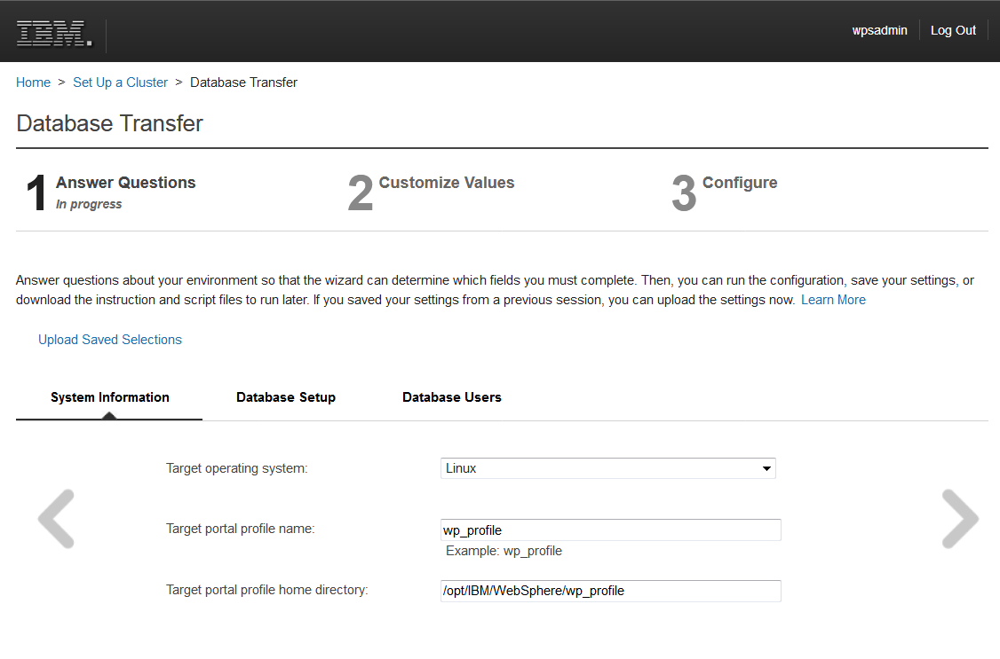 IBM.
wpsadmin Log Out
Home > Set Up a Cluster > Database Transfer
Database Transfer
1 Answer Questions
In progress
2 Customize Values
3 Configure
Answer questions about your environment so that the wizard can determine which fields you must complete. Then, you can run the configuration, save your settings, or
download the instruction and script files to run later. If you saved your settings from a previous session, you can upload the settings now. Learn More
Upload Saved Selections
System Information Database Setup Database Users
Target operating system: Linux
Target portal profile name: wp_profile
Example: wp_profile
Target portal profile home directory: /opt/IBM/WebSphere/wp_profile